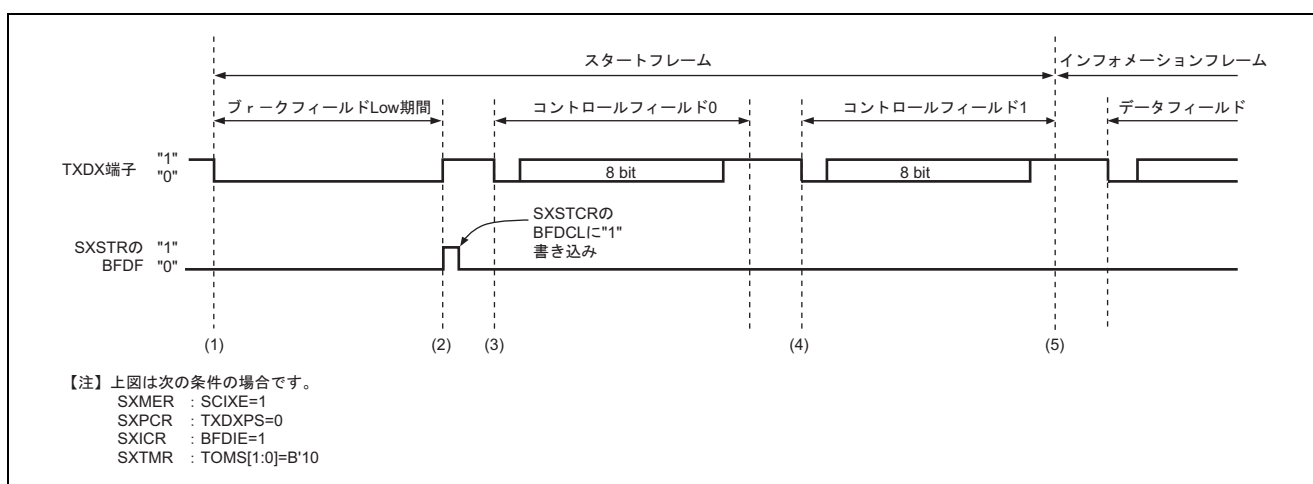 スタートフレーム
インフォメーションフレーム
ブｒークフィールドLow期間
コントロールフィールド0
コントロールフィールド1
データフィールド
TXDX端子
"1"
"0"
8 bit
8 bit
SXSTRの
BFDF
"1"
"0"
SXSTCRの
BFDCLに"1"
書き込み
(1)
(2)
(3)
(4)
(5)
【注】上図は次の条件の場合です。
SXMER ：SCIXE=1
SXPCR ：TXDXPS=0
SXICR ：BFDIE=1
SXTMR ：TOMS[1:0]=B'10